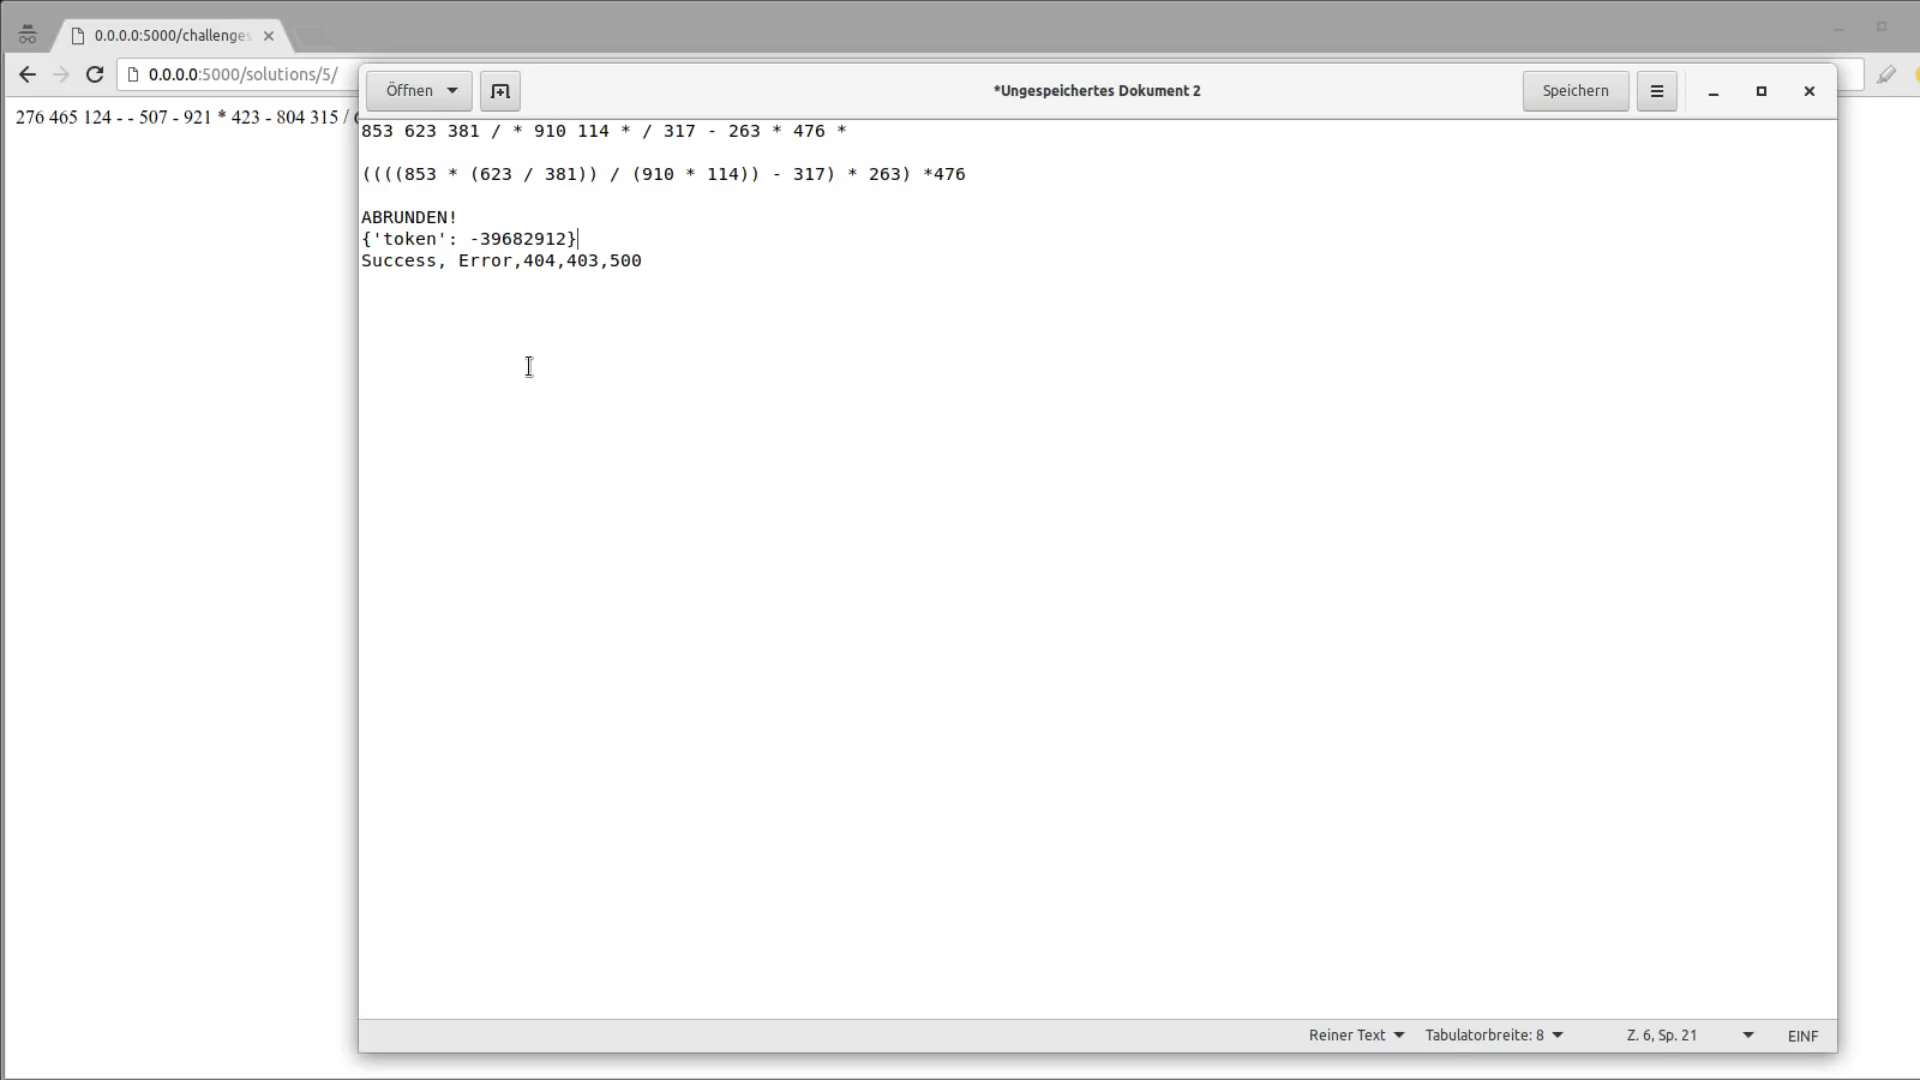 0.0.0.0:5000/challenges
0.0.0.0:5000/solutions/5/
276 465 124 - - 507 - 921 * 423 - 804 315 /
Öffnen
*Ungespeichertes Dokument 2
Speichern
853 623 381 / * 910 114 * / 317 - 263 * 476 *
((((853 * (623 / 381)) / (910 * 114)) - 317) * 263) *476
ABRUNDEN!
{'token': -39682912}
Success, Error,404,403,500
Reiner Text
Tabulatorbreite: 8
Z. 6, Sp. 21
EINF